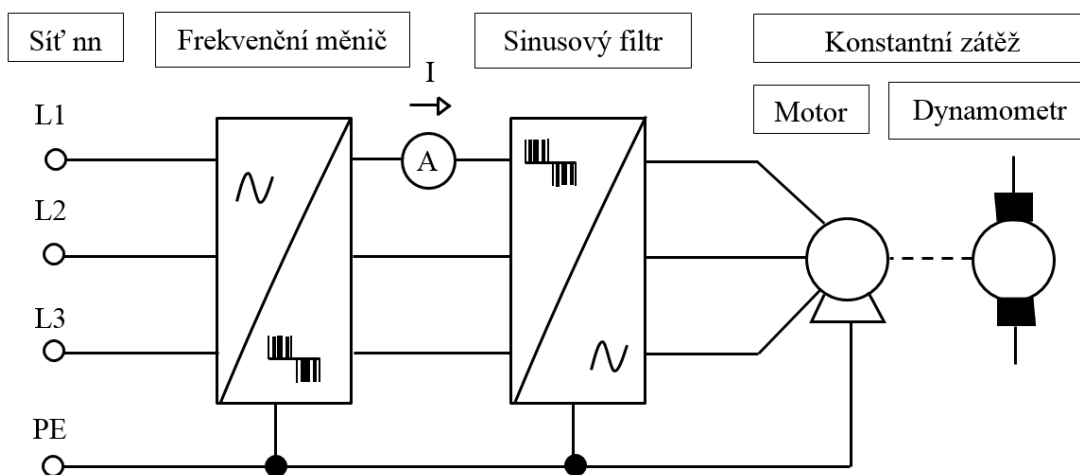 Síť nn
Frekvenční měnič
Sinusový filtr
Konstantní zátěž
I
Motor
Dynamometr
L1
A
L2
L3
PE